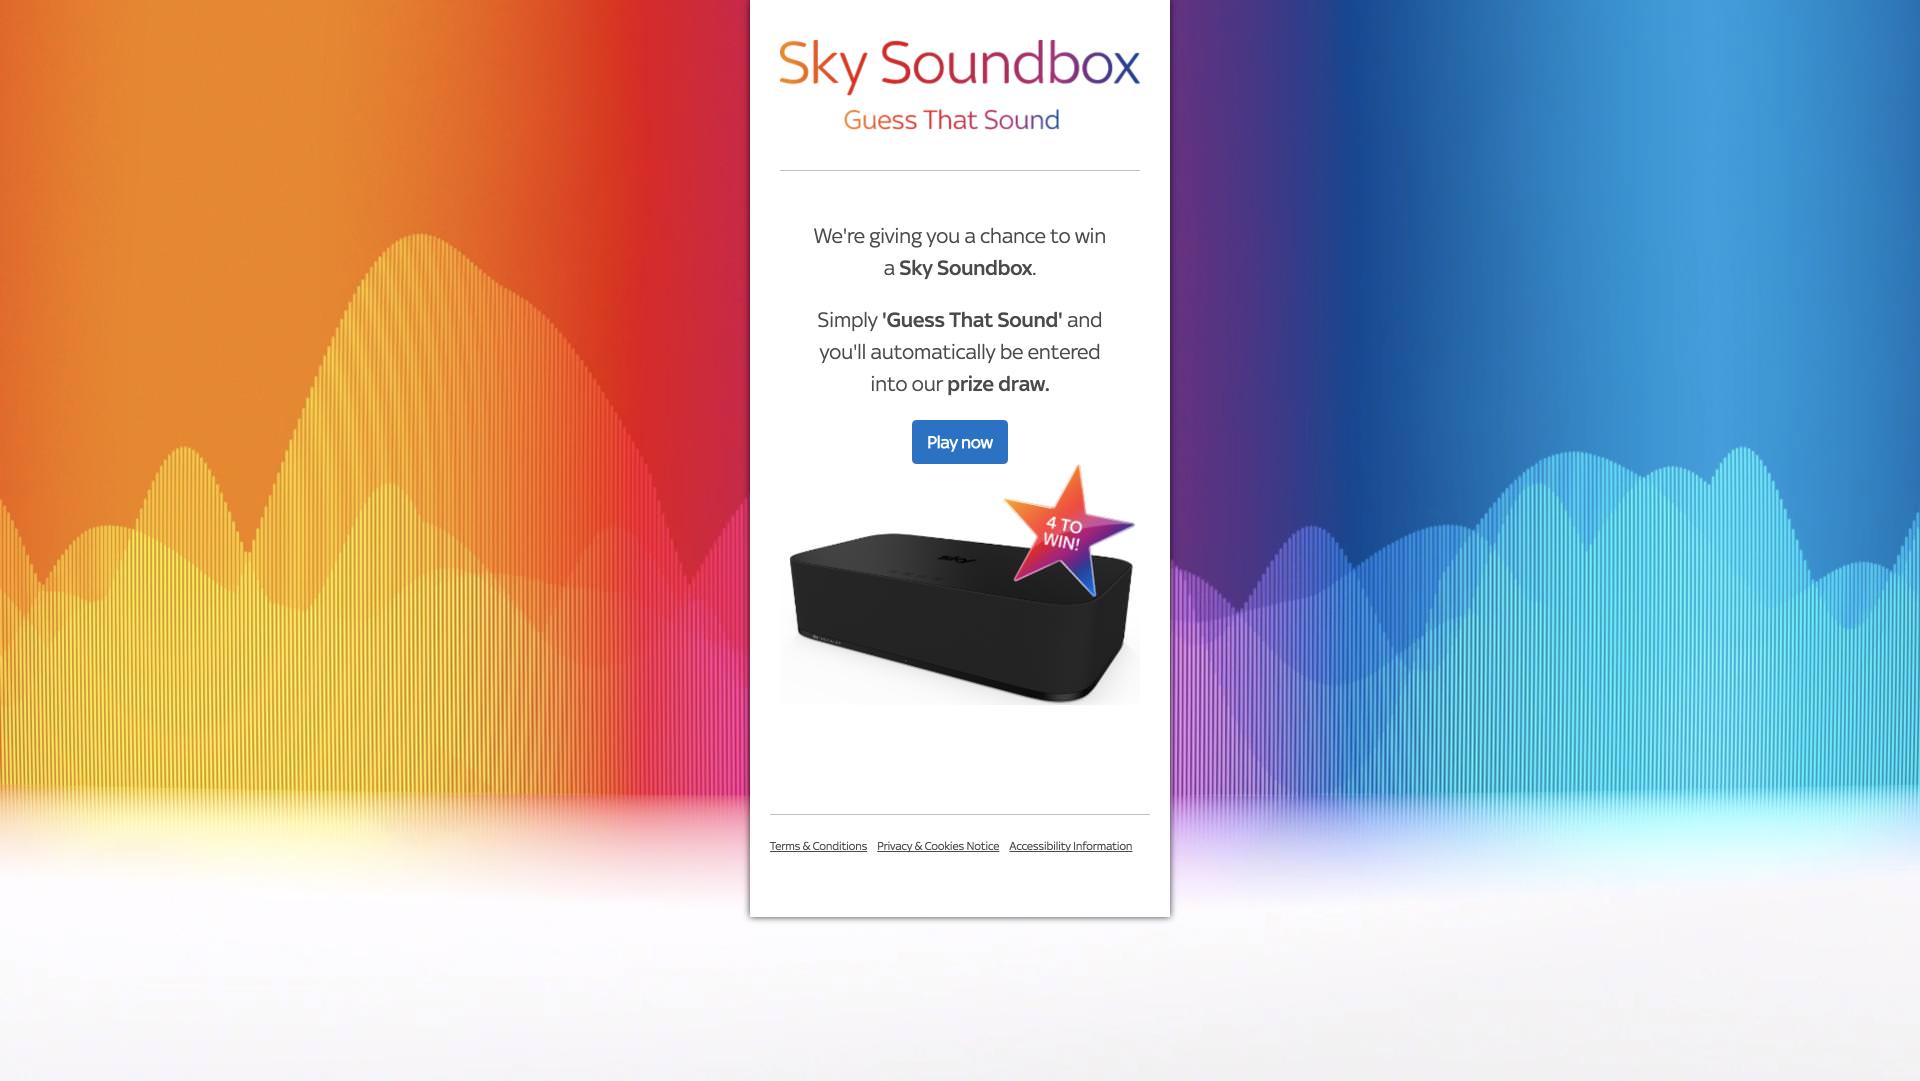 Sky Soundbox
Guess That Sound
We're giving you a chance to win
a Sky Soundbox.
Simply 'Guess That Sound' and
you'll automatically be entered
into our prize draw.
Play now
4 TO
WIN!
sky
Terms & Conditions Privacy & Cookies Notice Accessibility Information